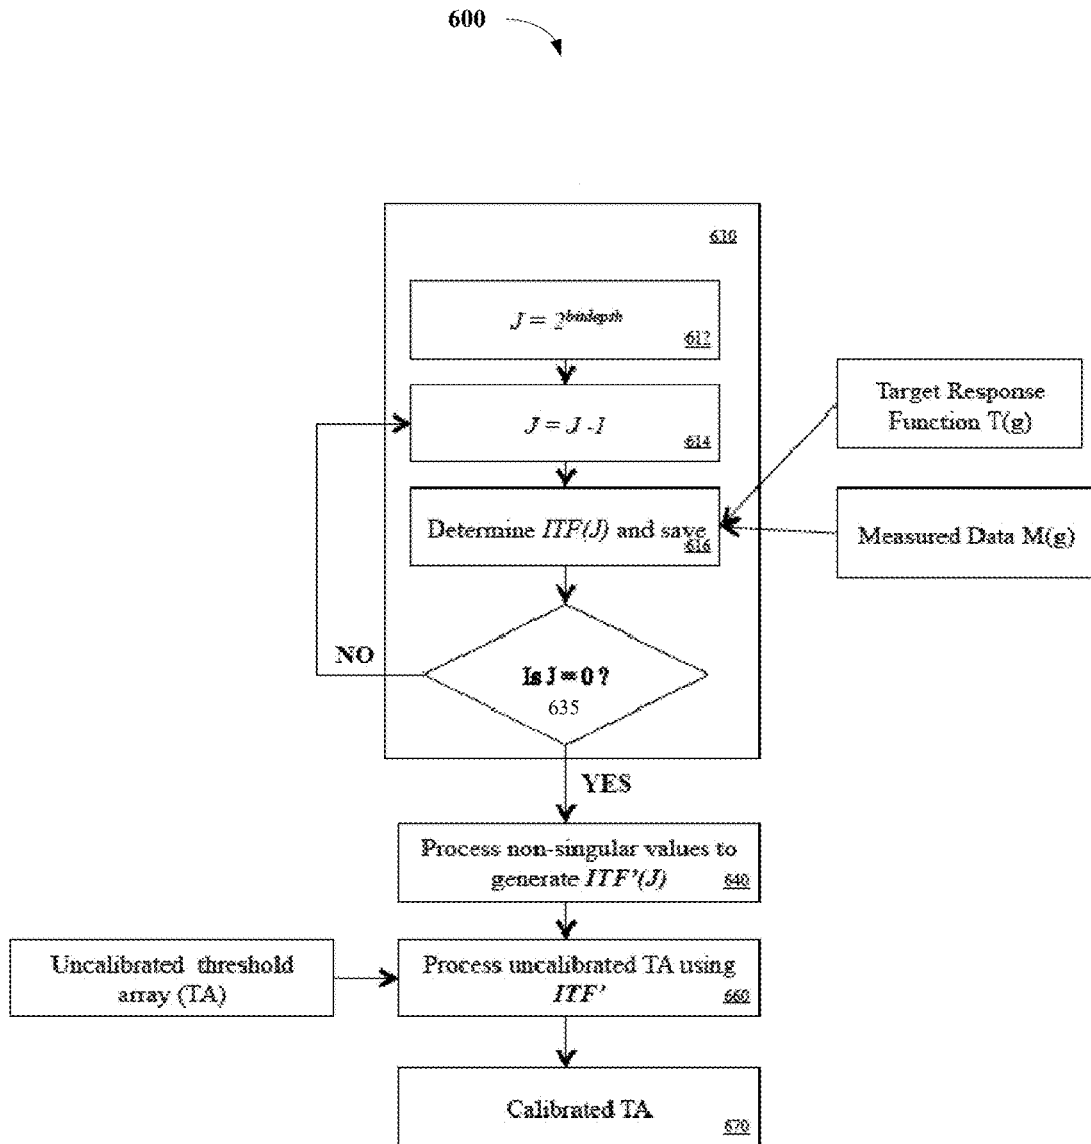 600
630
J = 2^bitdepth
612
J = J -1
614
Determine ITF(J) and save
616
Target Response
Function T(g)
Measured Data M(g)
Is J = 0 ?
635
NO
YES
Process non-singular values to
generate ITF'(J)
640
Uncalibrated threshold
array (TA)
Process uncalibrated TA using
ITF'
660
Calibrated TA
670